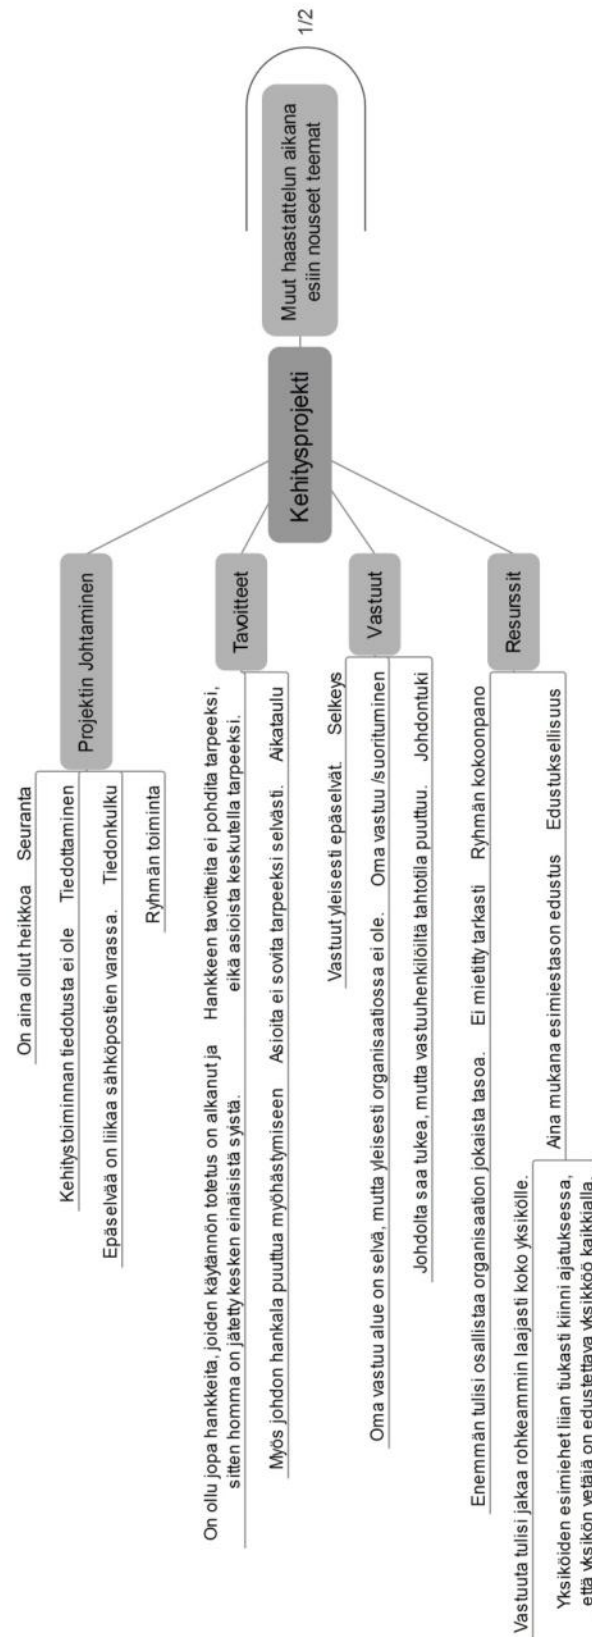 1/2
Muut haastattelun aikana
esiin nouseet teemat
Kehitysprojekti
Projektin Johtaminen
Seuranta
On aina ollut heikkoa
Tiedottaminen
Kehitystoiminnan tiedotusta ei ole
Tiedonkulku
Epäselvää on liikaa sähköpostien varassa.
Ryhmän toiminta
Tavoitteet
Hankkeen tavoitteita ei pohdita tarpeeksi,
eikä asioista keskutella tarpeeksi.
On ollu jopa hankkeita, joiden käytännön totetus on alkanut ja
sitten homma on jätetty kesken einäisistä syistä.
Aikataulu
Asioita ei sovita tarpeeksi selvästi.
Myös johdon hankala puuttua myöhästymiseen
Vastuut
Selkeys
Vastuut yleisesti epäselvät.
Oma vastuu /suorituminen
Oma vastuu alue on selvä, mutta yleisesti organisaatiossa ei ole.
Johdontuki
Johdolta saa tukea, mutta vastuuhenkilöiltä tahtotila puuttuu.
Resurssit
Ryhmän kokoonpano
Ei mietitty tarkasti
Enemmän tulisi osallistaa organisaation jokaista tasoa.
Edustuksellisuus
Aina mukana esimiestason edustus
Vastuuta tulisi jakaa rohkeammin laajasti koko yksikölle.
Yksiköiden esimiehet liian tiukasti kiinni ajatuksessa,
että yksikön vetäjä on edustettava yksikköö kaikkialla.